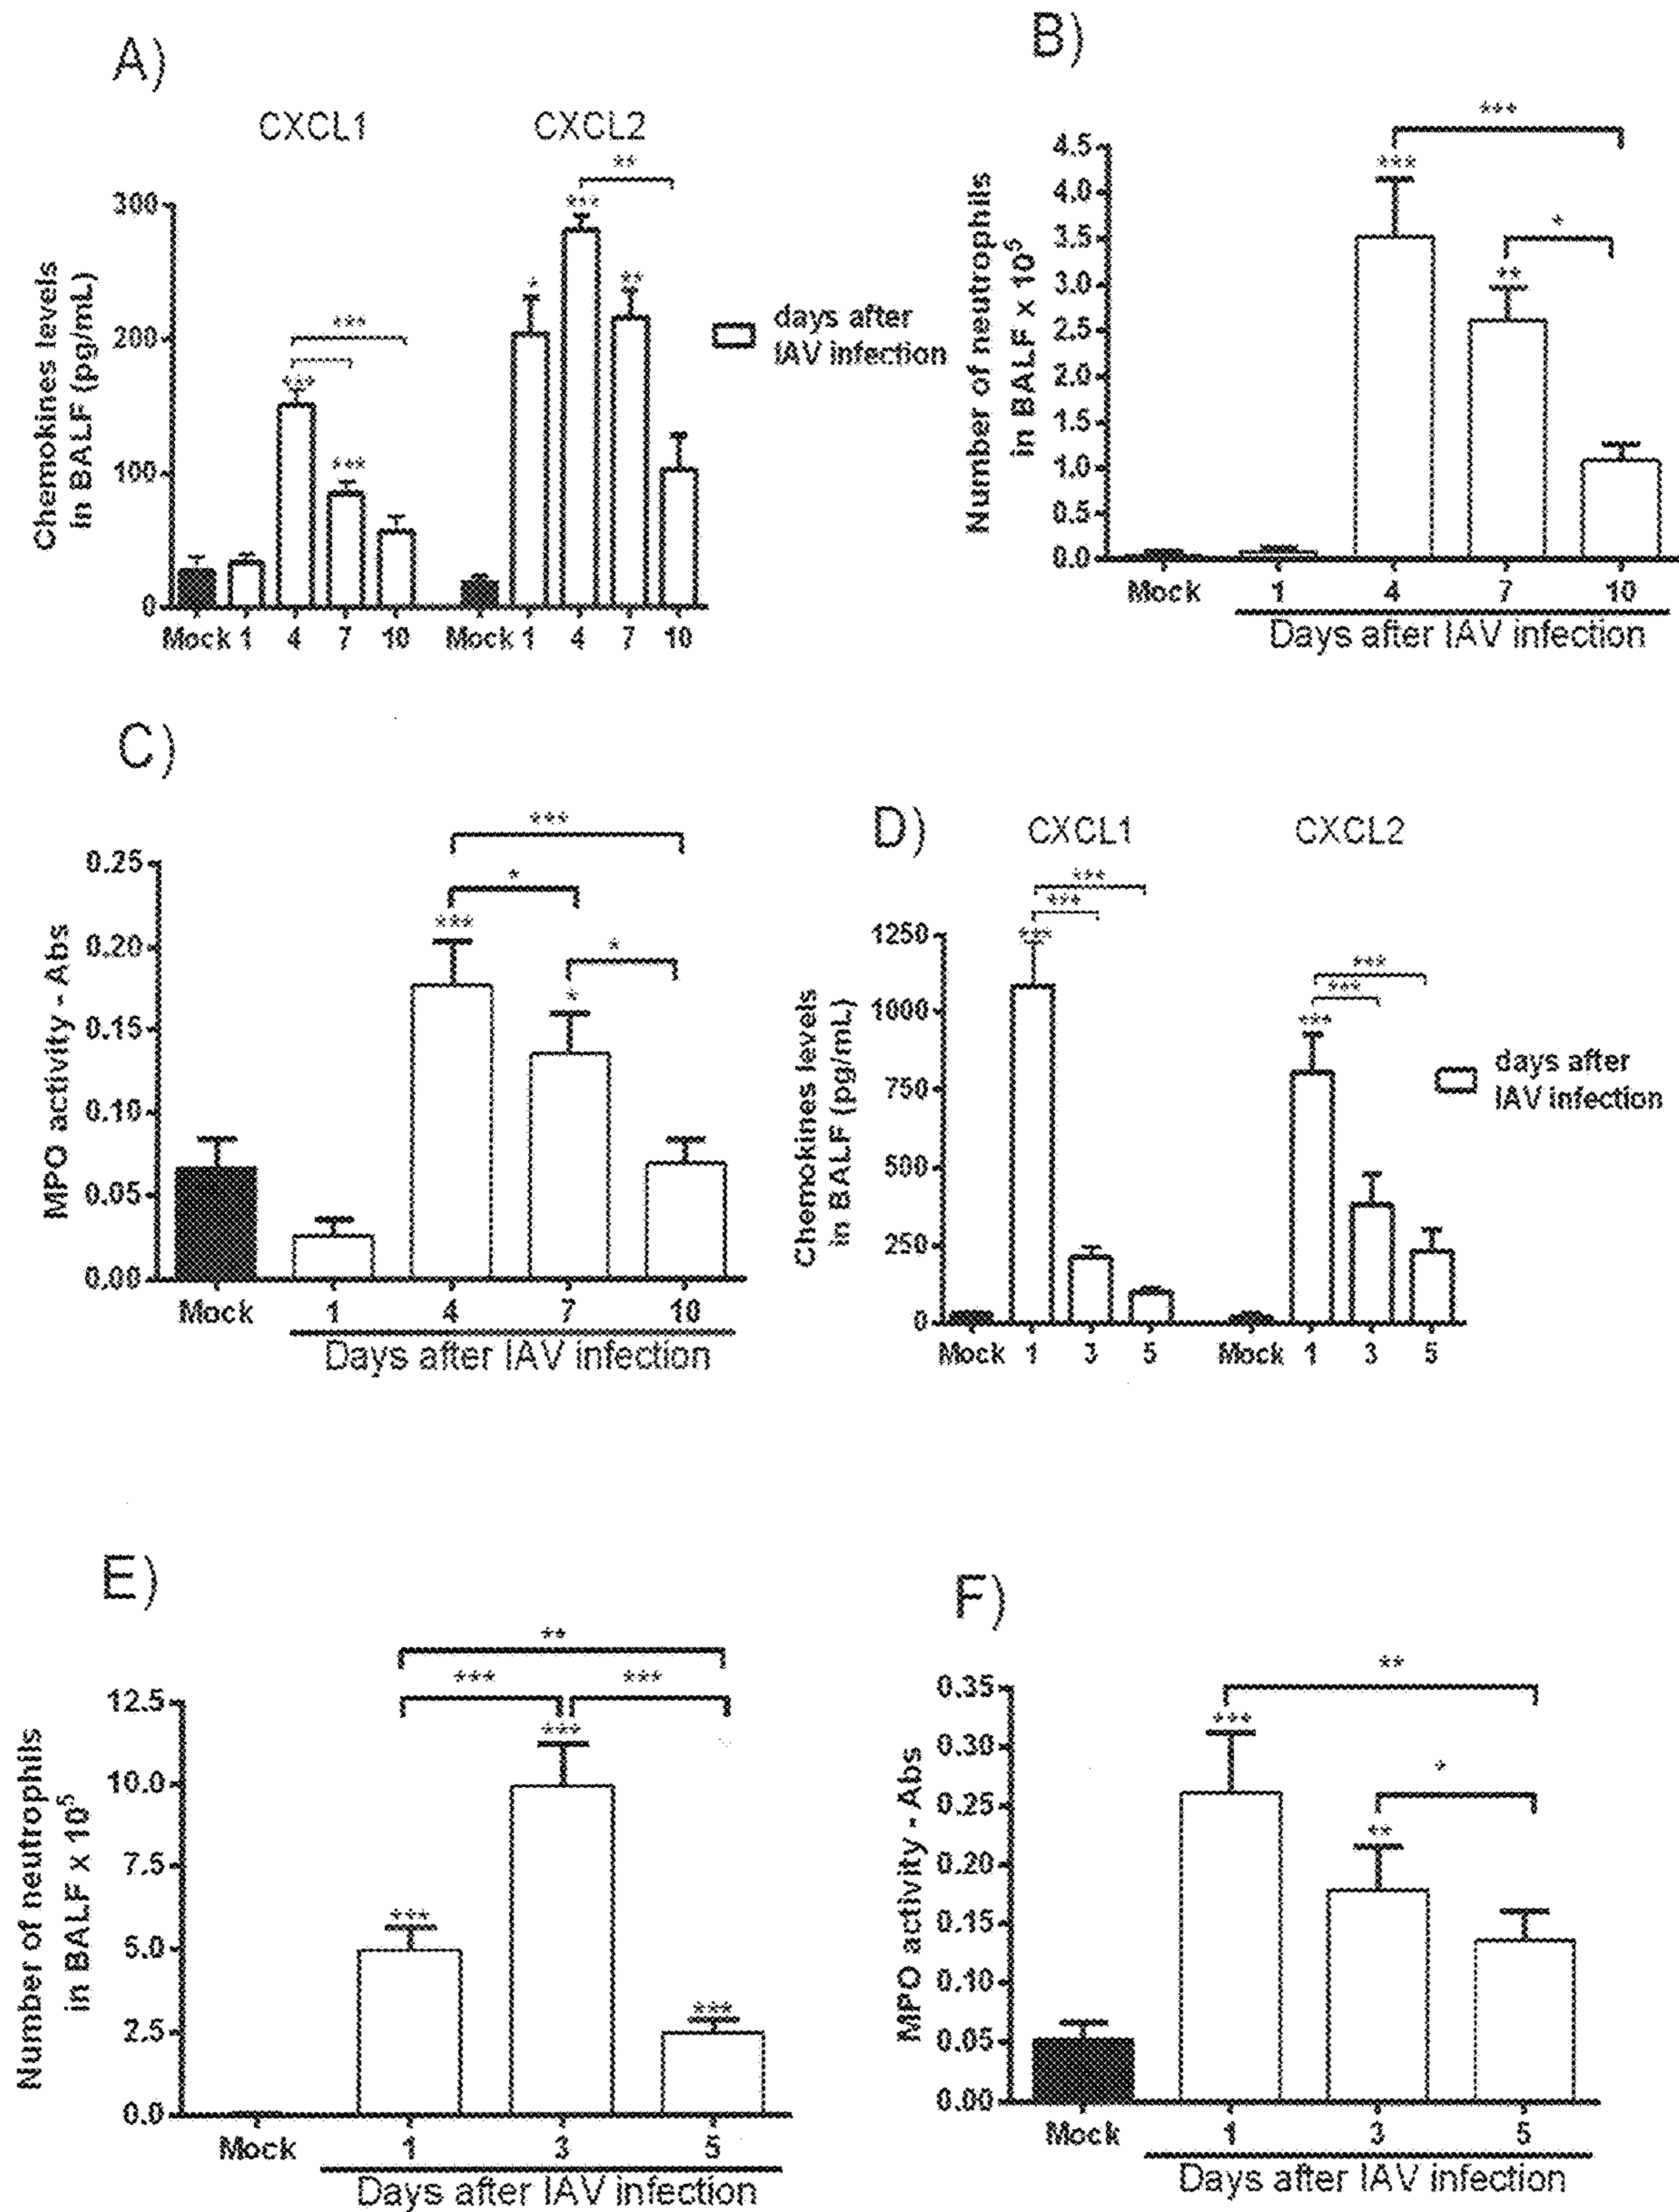 A)
CXCL1 CXCL2
**
***
* ***
**
***
***
***
300
200
100
0
Chemokines levels
in BALF (pg/mL)
Mock 1 4 7 10 Mock 1 4 7 10
days after
IAV infection
B)
***
***
*
**
4.5
4.0
3.5
3.0
2.5
2.0
1.5
1.0
0.5
0.0
Number of neutrophils
in BALF x 10⁵
Mock 1 4 7 10
Days after IAV infection
C)
***
*
***
*
*
0.25
0.20
0.15
0.10
0.05
0.00
MPO activity - Abs
Mock 1 4 7 10
Days after IAV infection
D)
CXCL1 CXCL2
***
***
***
***
***
***
1250
1000
750
500
250
0
Chemokines levels
in BALF (pg/mL)
Mock 1 3 5 Mock 1 3 5
days after
IAV infection
E)
**
*** ***
***
***
***
12.5
10.0
7.5
5.0
2.5
0.0
Number of neutrophils
in BALF x 10⁵
Mock 1 3 5
Days after IAV infection
F)
**
***
*
**
0.35
0.30
0.25
0.20
0.15
0.10
0.05
0.00
MPO activity - Abs
Mock 1 3 5
Days after IAV infection